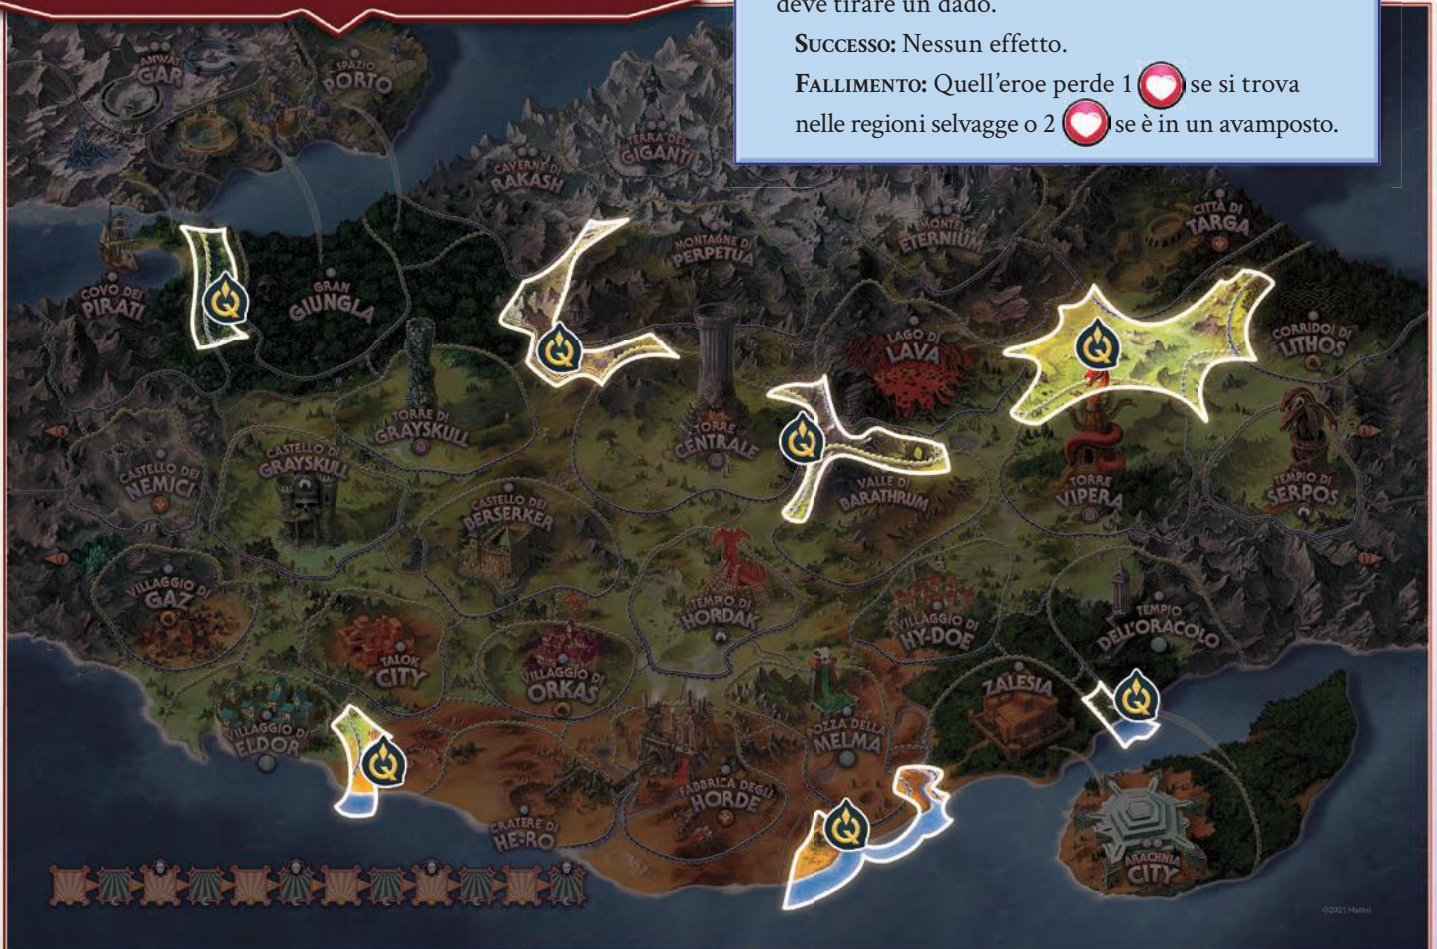 deve tirare un dado.
SUCCESSO: Nessun effetto.
FALLIMENTO: Quell'eroe perde 1 se si trova
nelle regioni selvagge o 2 se è in un avamposto.
ANWAT
GAR
SPAZIO
PORTO
CAVERNE DI
RAKASH
TERRA DEI
GIGANTI
MONTAGNE DI
PERPETUA
MONTE
ETERNIUM
CITTÀ DI
TARGA
COVO DEI
PIRATI
GRAN
GIUNGLA
LAGO DI
LAVA
CORRIDOI DI
LITHOS
TORRE DI
GRAYSKULL
TORRE
CENTRALE
CASTELLO DEI
NEMICI
CASTELLO DI
GRAYSKULL
CASTELLO DEI
BERSERKER
VALLE DI
BARATHRUM
TORRE
VIPERA
TEMPIO DI
SERPOS
VILLAGGIO DI
GAZ
TALOK
CITY
VILLAGGIO DI
ORKAS
TEMPIO DI
HORDAK
VILLAGGIO DI
HY-DOE
TEMPIO
DELL'ORACOLO
VILLAGGIO DI
ELDOR
ZALESIA
POZZA DELLA
MELMA
FABBRICA DEGLI
HORDE
CRATERE DI
HE-RO
ARACHNIA
CITY
©2021 Mattel.